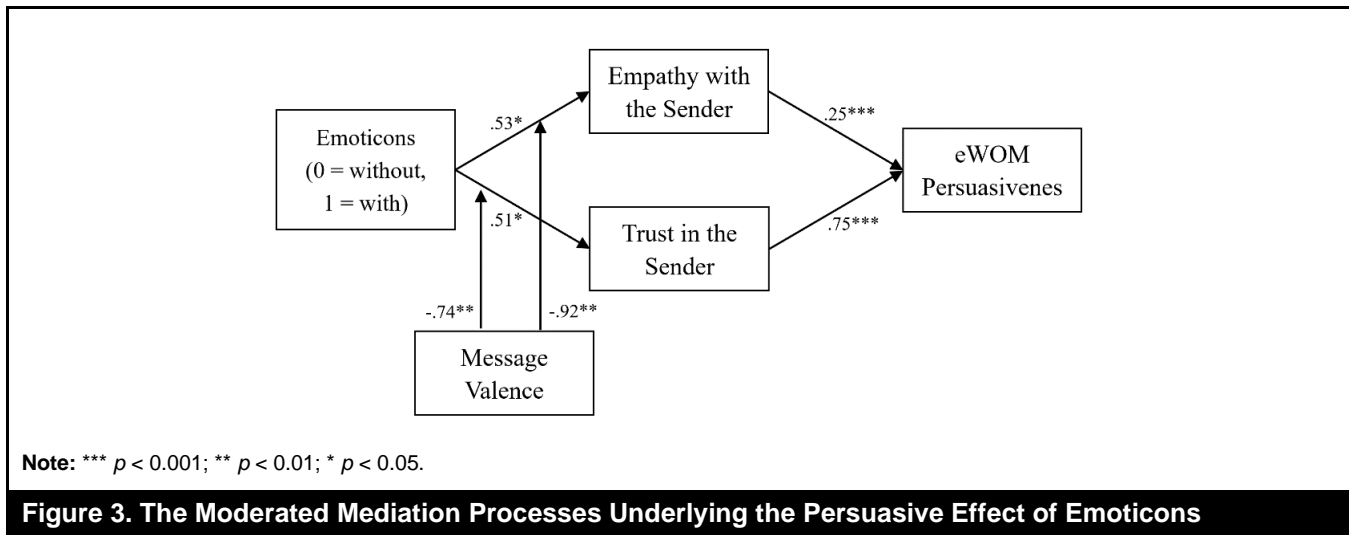 Empathy with
the Sender
.53*
.25***
Emoticons
(0 = without,
1 = with)
eWOM
Persuasivenes
.51*
Trust in the
Sender
.75***
-.74**
-.92**
Message
Valence
Note: *** p < 0.001; ** p < 0.01; * p < 0.05.
Figure 3. The Moderated Mediation Processes Underlying the Persuasive Effect of Emoticons